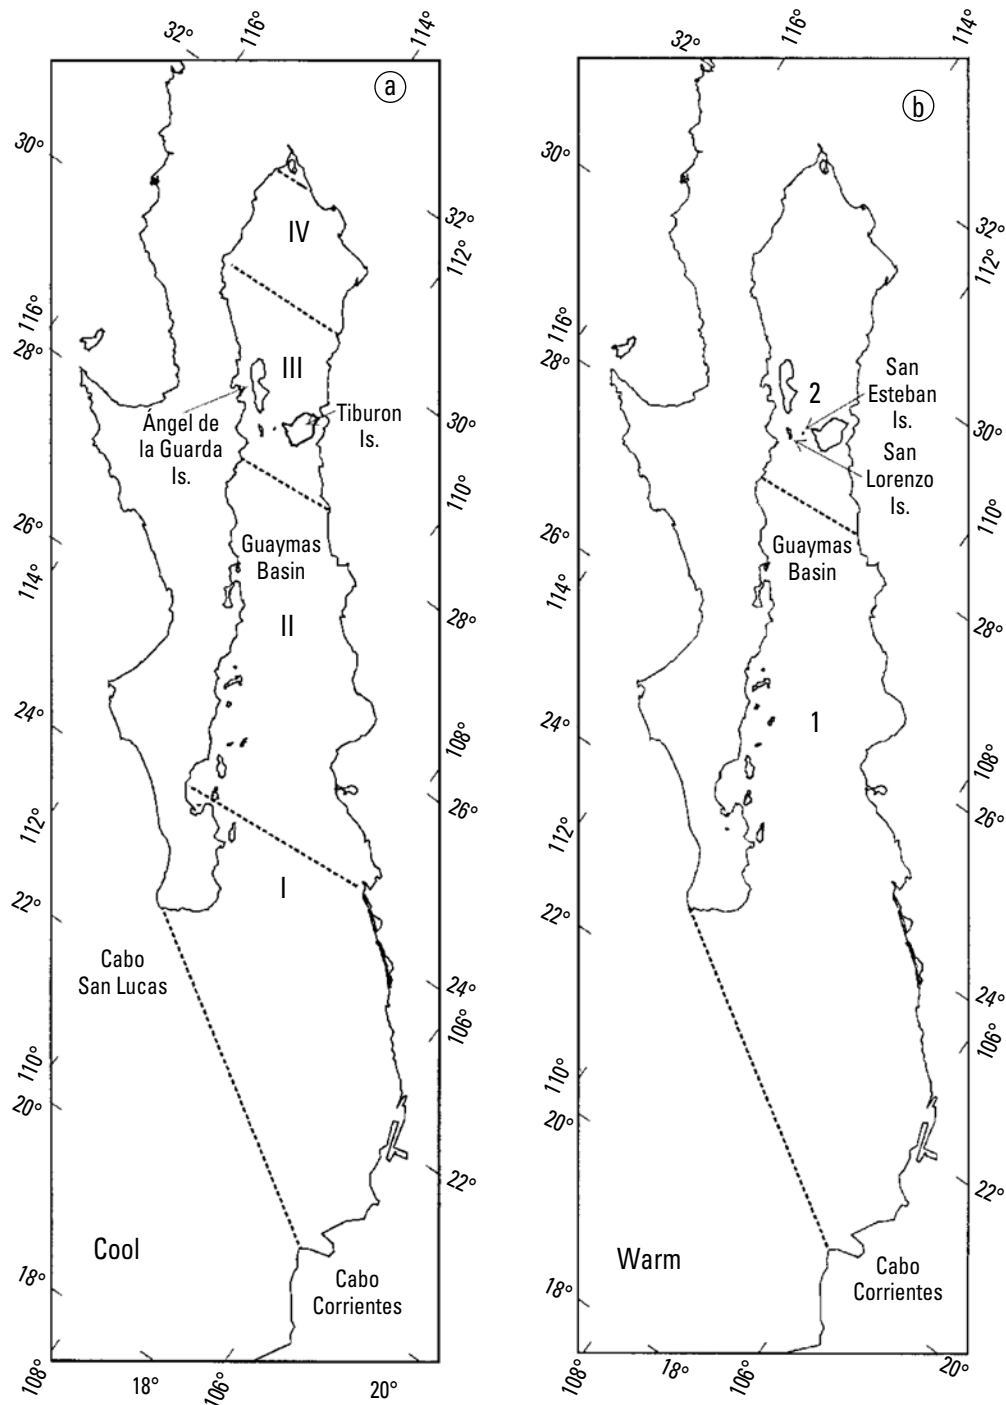 32°
116°
114°
a
30°
IV
32°
112°
116°
28°
III
Ángel de
la Guarda
Is.
Tiburon
Is.
30°
110°
26°
114°
Guaymas
Basin
II
28°
24°
108°
26°
112°
I
22°
Cabo
San Lucas
24°
106°
110°
20°
22°
Cool
18°
Cabo
Corrientes
108°
18°
106°
20°
32°
116°
114°
b
30°
32°
112°
116°
28°
2
San
Esteban
Is.
30°
San
Lorenzo
Is.
110°
26°
114°
Guaymas
Basin
28°
24°
1
108°
26°
112°
22°
24°
106°
110°
20°
22°
Warm
Cabo
Corrientes
18°
108°
18°
106°
20°